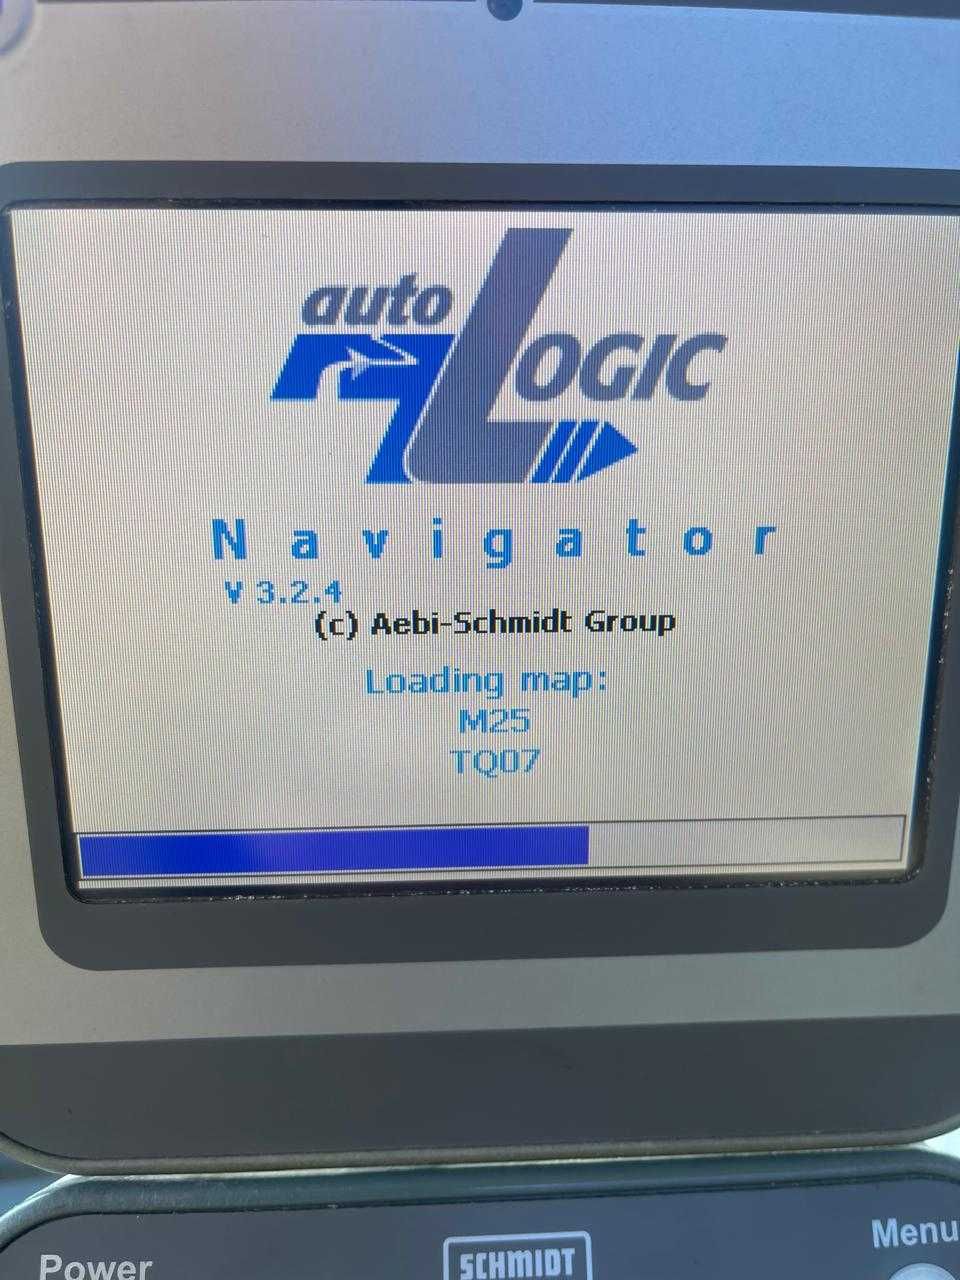 auto
LOGIC
Navigator
V 3.2.4
(c) Aebi-Schmidt Group
Loading map:
M25
TQ07
Power
SCHMIDT
Menu